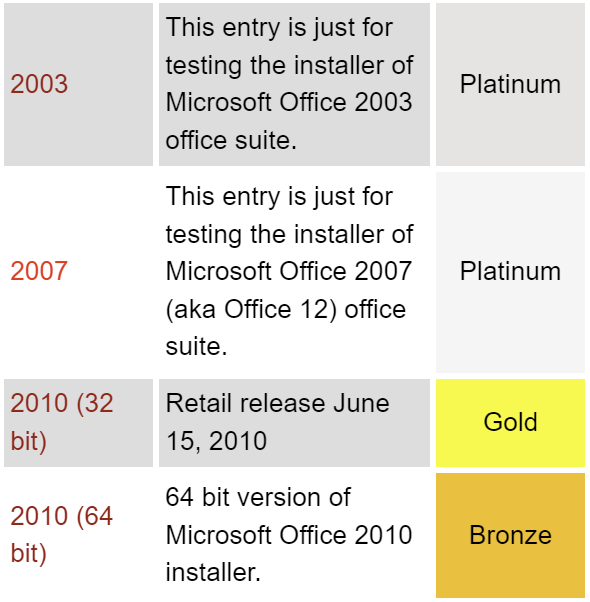 2003
This entry is just for
testing the installer of
Microsoft Office 2003
office suite.
Platinum
2007
This entry is just for
testing the installer of
Microsoft Office 2007
(aka Office 12) office
suite.
Platinum
2010 (32
bit)
Retail release June
15, 2010
Gold
2010 (64
bit)
64 bit version of
Microsoft Office 2010
installer.
Bronze